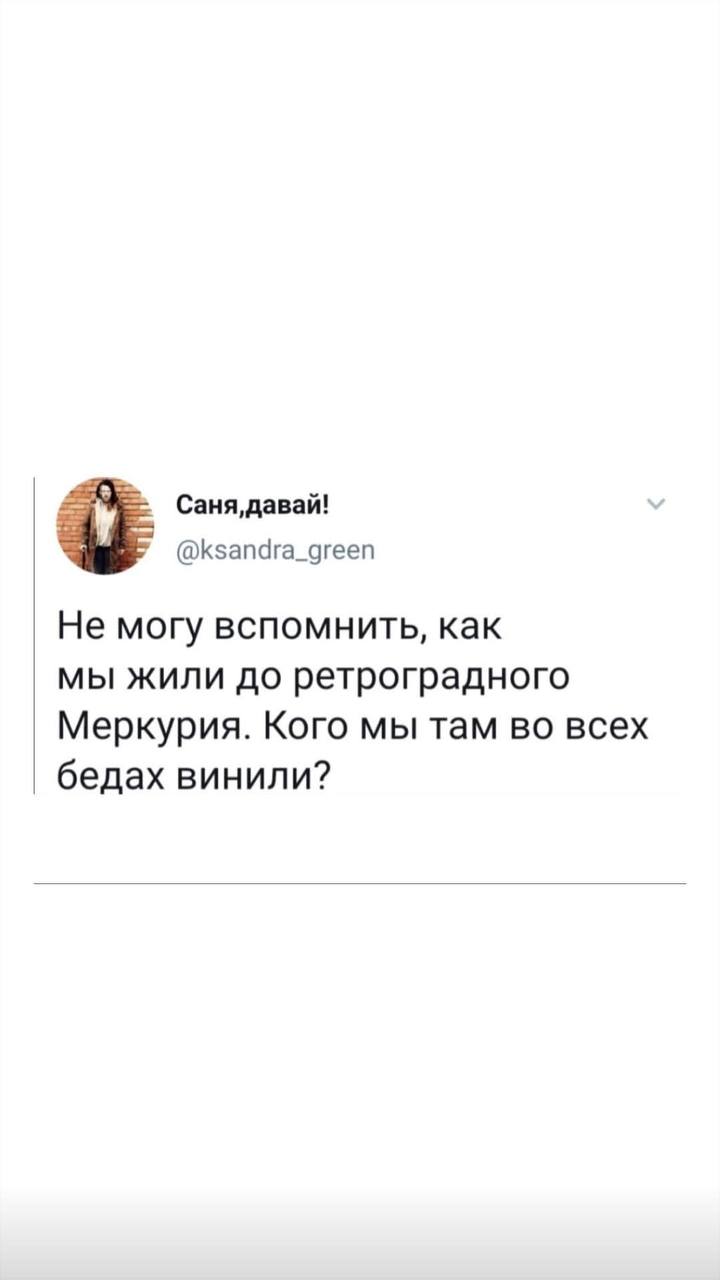 Саня,давай!
@ksandra_green
Не могу вспомнить, как
мы жили до ретроградного
Меркурия. Кого мы там во всех
бедах винили?